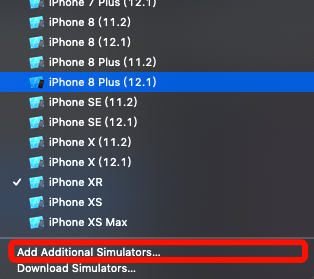 iPhone 7 Plus (12.1)
iPhone 8 (11.2)
iPhone 8 (12.1)
iPhone 8 Plus (11.2)
iPhone 8 Plus (12.1)
iPhone SE (11.2)
iPhone SE (12.1)
iPhone X (11.2)
iPhone X (12.1)
iPhone XR
iPhone XS
iPhone XS Max
Add Additional Simulators...
Download Simulators...